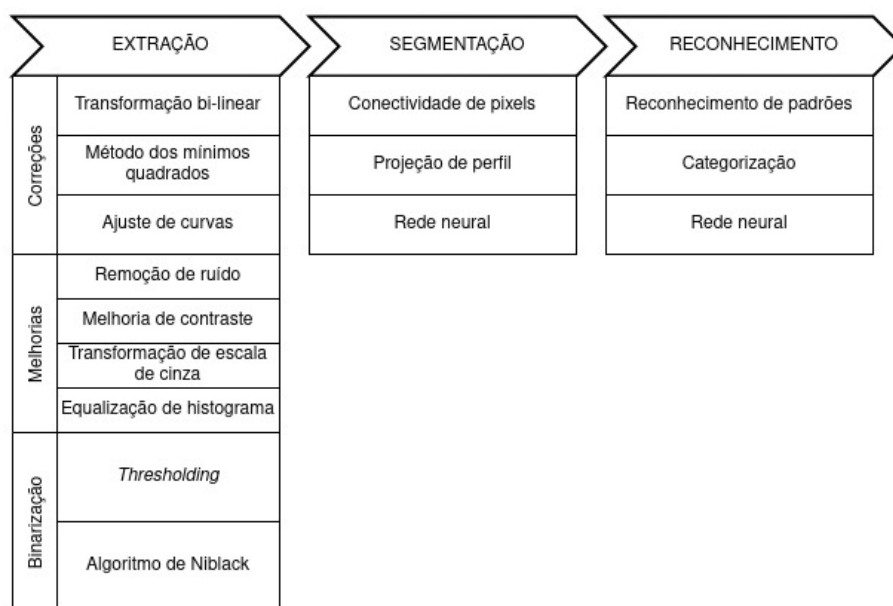 EXTRAÇÃO
SEGMENTAÇÃO
RECONHECIMENTO
Correções
Transformação bi-linear
Método dos mínimos
quadrados
Ajuste de curvas
Conectividade de pixels
Projeção de perfil
Rede neural
Reconhecimento de padrões
Categorização
Rede neural
Melhorias
Remoção de ruído
Melhoria de contraste
Transformação de escala
de cinza
Equalização de histograma
Binarização
Thresholding
Algoritmo de Niblack